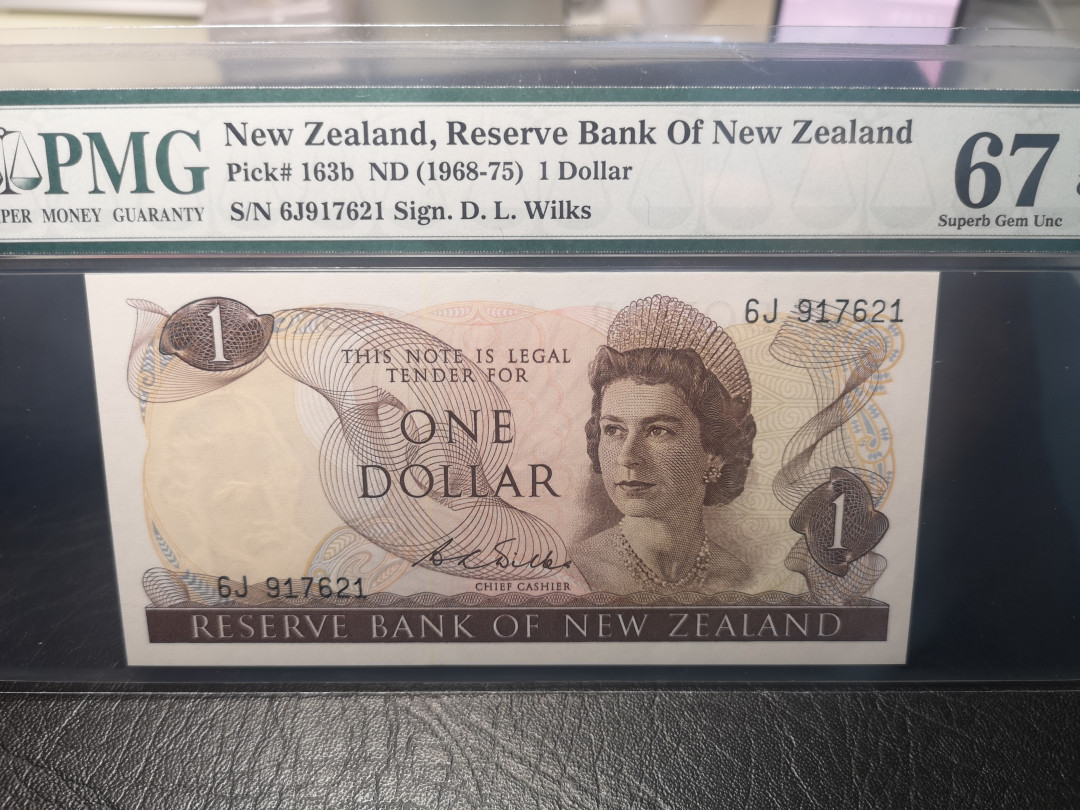 PMG
PER MONEY GUARANTY
New Zealand, Reserve Bank Of New Zealand
Pick# 163b ND (1968-75) 1 Dollar
S/N 6J917621 Sign. D. L. Wilks
67
Superb Gem Unc
1
6J 917621
THIS NOTE IS LEGAL
TENDER FOR
ONE
DOLLAR
1
CHIEF CASHIER
6J 917621
RESERVE BANK OF NEW ZEALAND